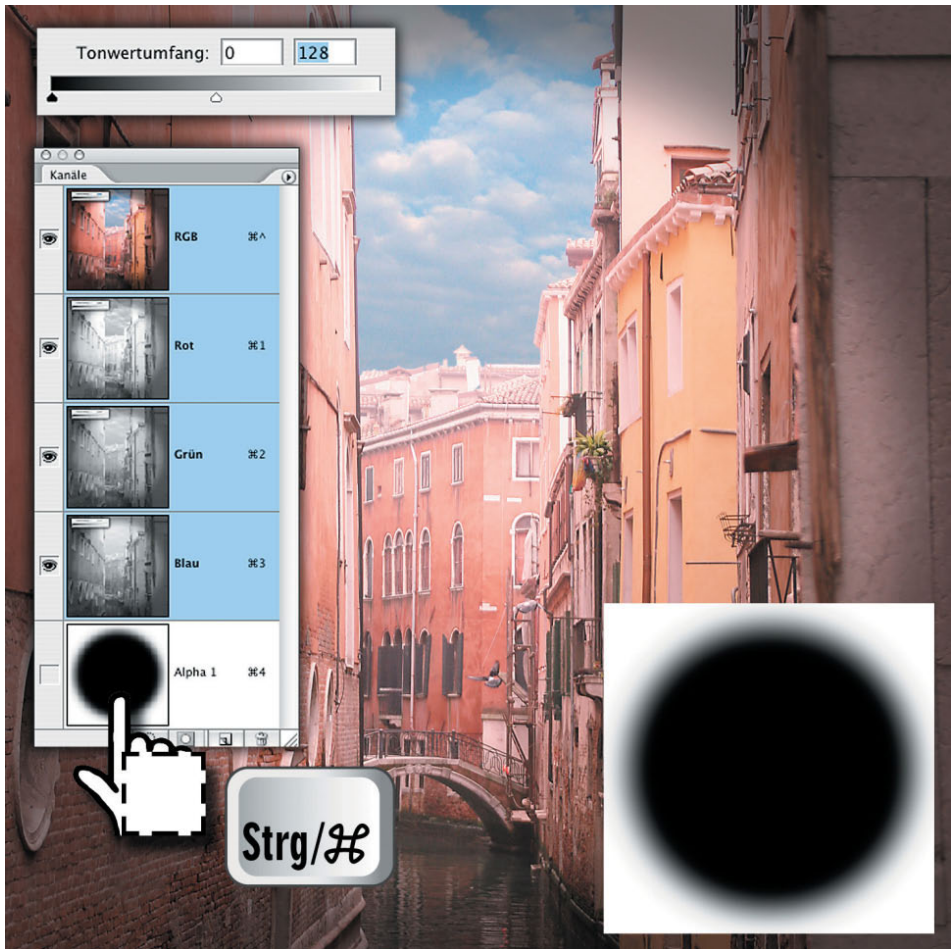 Tonwertumfang: 0 128
Kanäle
RGB ⌘^
Rot ⌘1
Grün ⌘2
Blau ⌘3
Alpha 1 ⌘4
Strg/⌘